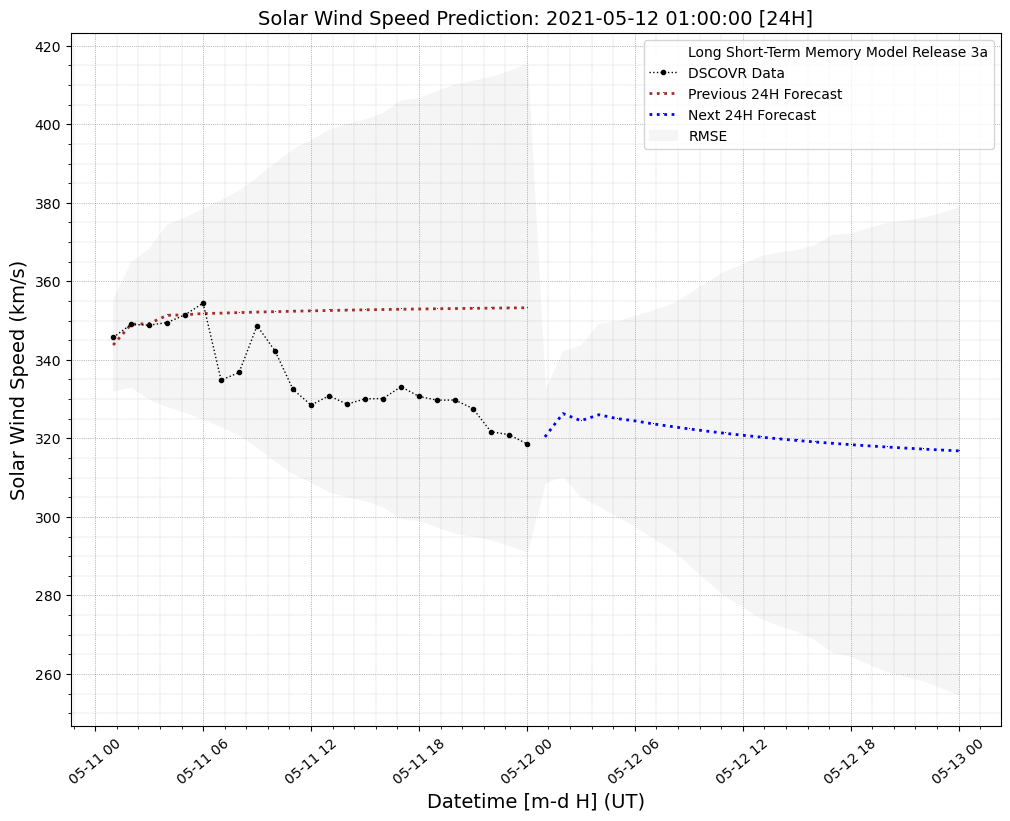 Solar Wind Speed Prediction: 2021-05-12 01:00:00 [24H]
Long Short-Term Memory Model Release 3a
DSCOVR Data
Previous 24H Forecast
Next 24H Forecast
RMSE
Solar Wind Speed (km/s)
420
400
380
360
340
320
300
280
260
05-11 00
05-11 06
05-11 12
05-11 18
05-12 00
05-12 06
05-12 12
05-12 18
05-13 00
Datetime [m-d H] (UT)